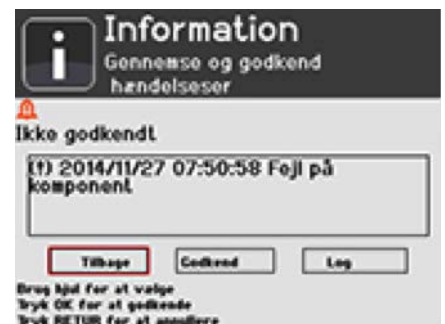 Information
Gennemse og godkend
hændelseser
Ikke godkendt
(!) 2014/11/27 07:50:58 Fejl på
komponent
Tilbage Godkend Log
Brug hjul for at vælge
Tryk OK for at godkende
Tryk RETUR for at annullere